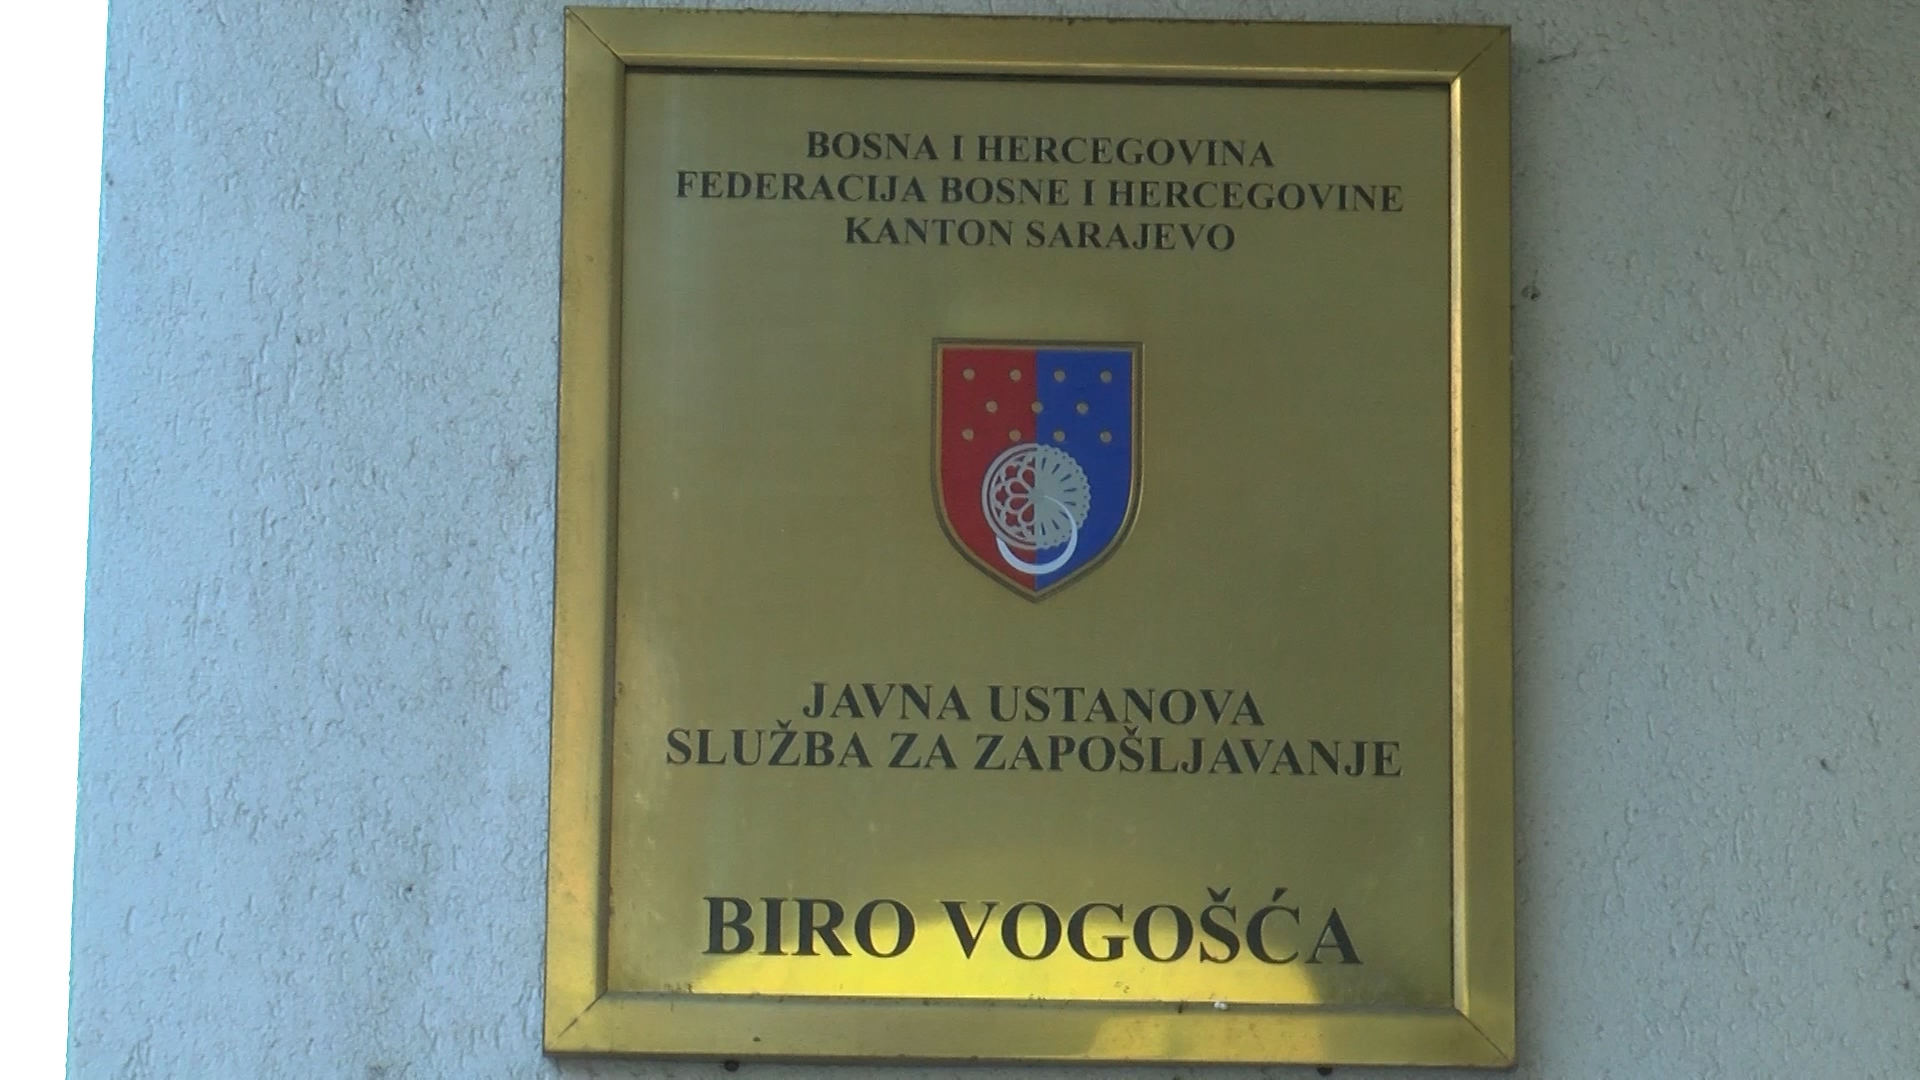 BOSNA I HERCEGOVINA
FEDERACIJA BOSNE I HERCEGOVINE
KANTON SARAJEVO
JAVNA USTANOVA
SLUŽBA ZA ZAPOŠLJAVANJE
BIRO VOGOŠĆA